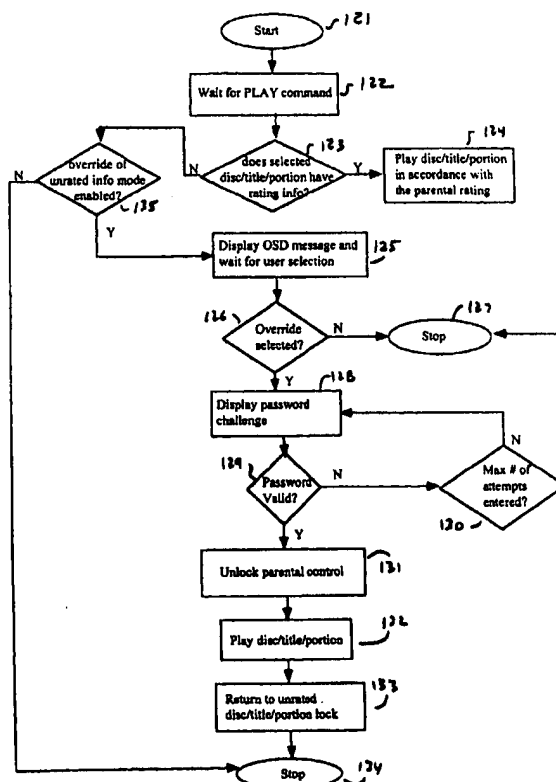 Start
121
Wait for PLAY command
122
123
124
override of
unrated info mode
enabled?
135
N
does selected
disc/title/portion have
rating info?
N
Y
Play disc/title/portion
in accordance with
the parental rating
Y
Display OSD message and
wait for user selection
125
126
Override
selected?
N
127
Stop
Y
128
Display password
challenge
N
129
Password
Valid?
N
Max # of
attempts
entered?
130
Y
Unlock parental control
131
Play disc/title/portion
132
Return to unrated
disc/title/portion lock
133
Stop
134